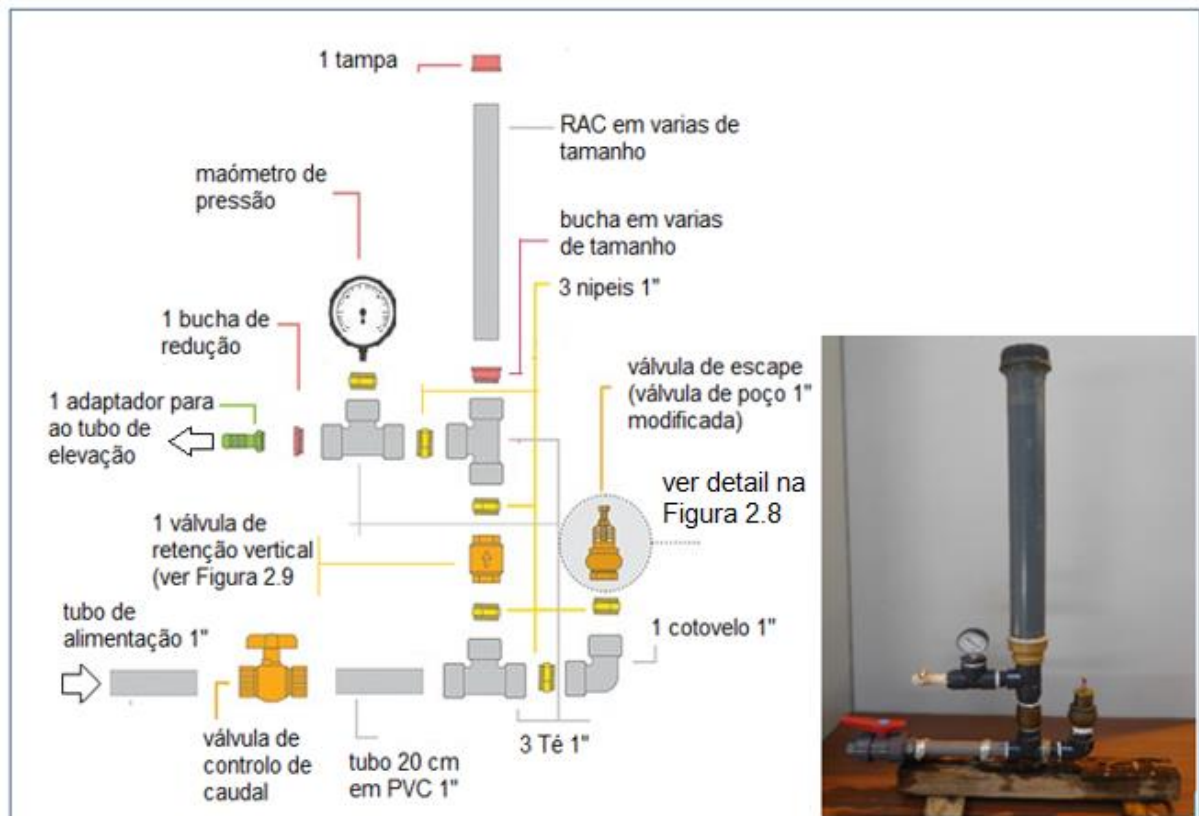 1 tampa
RAC em varias de
tamanho
maómetro de
pressão
bucha em varias
de tamanho
3 nipeis 1"
1 bucha de
redução
válvula de escape
(válvula de poço 1"
modificada)
1 adaptador para
ao tubo de
elevação
ver detail na
Figura 2.8
1 válvula de
retenção vertical
(ver Figura 2.9
tubo de
alimentação 1"
1 cotovelo 1"
3 Té 1"
válvula de
controlo de
caudal
tubo 20 cm
em PVC 1"